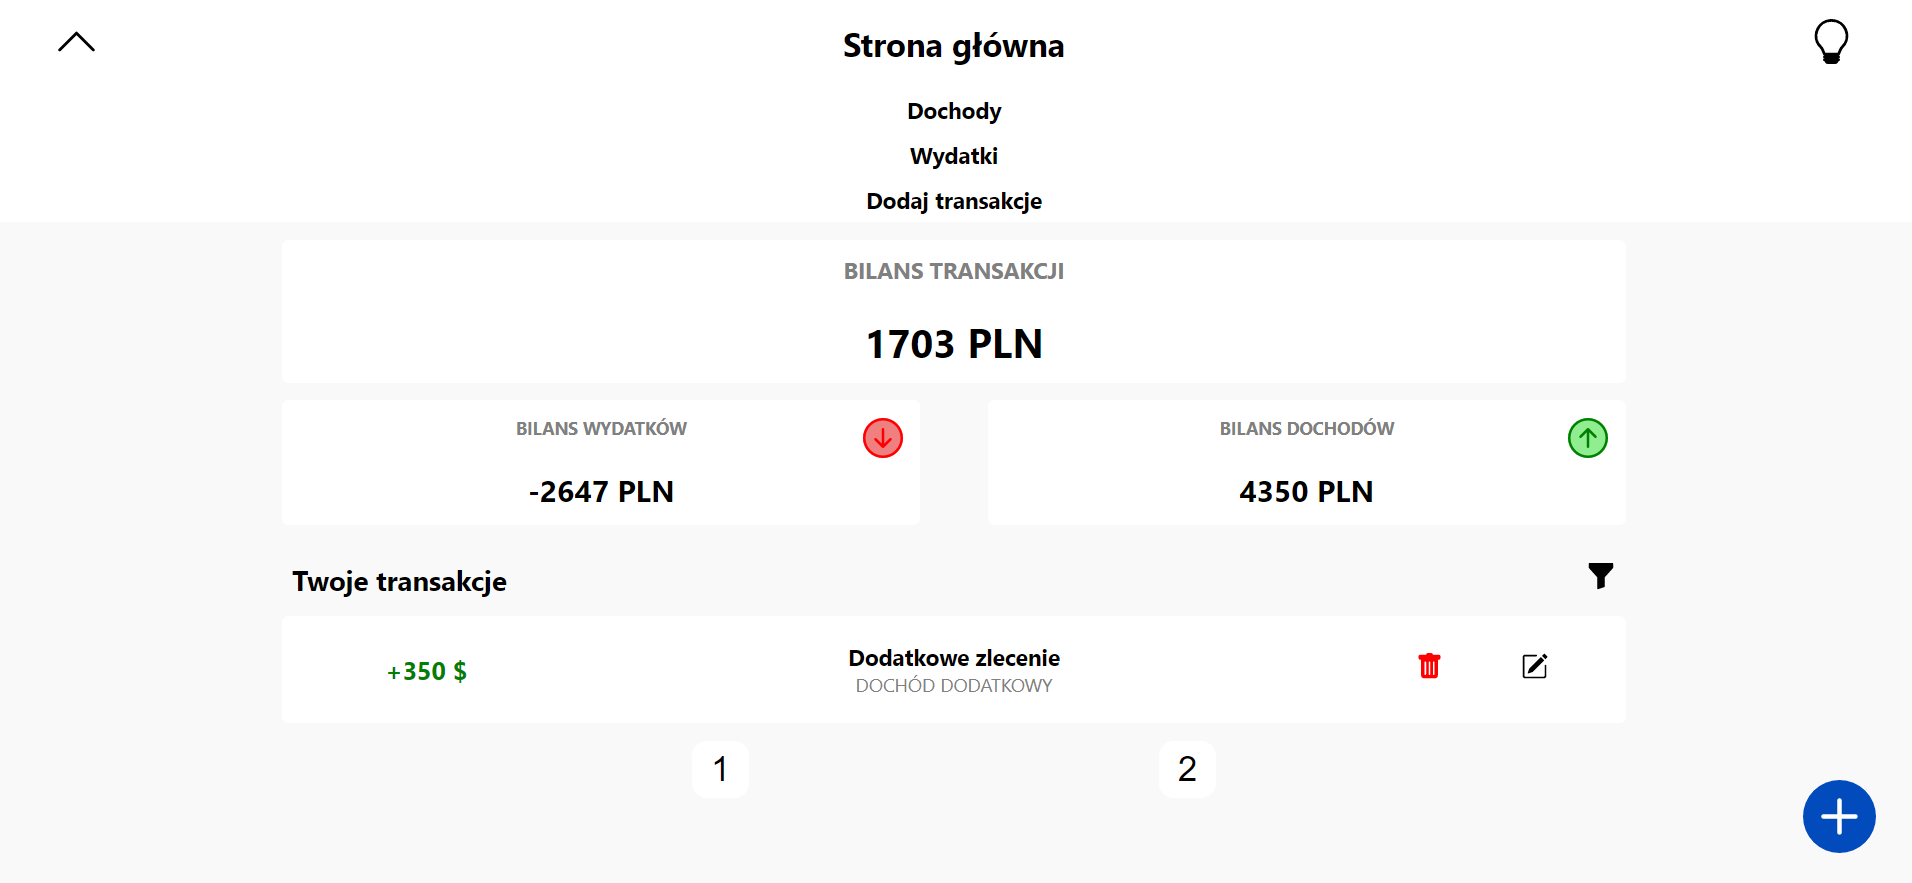 Strona główna
Dochody
Wydatki
Dodaj transakcje
BILANS TRANSAKCJI
1703 PLN
BILANS WYDATKÓW
-2647 PLN
BILANS DOCHODÓW
4350 PLN
Twoje transakcje
+350 $
Dodatkowe zlecenie
DOCHÓD DODATKOWY
1
2